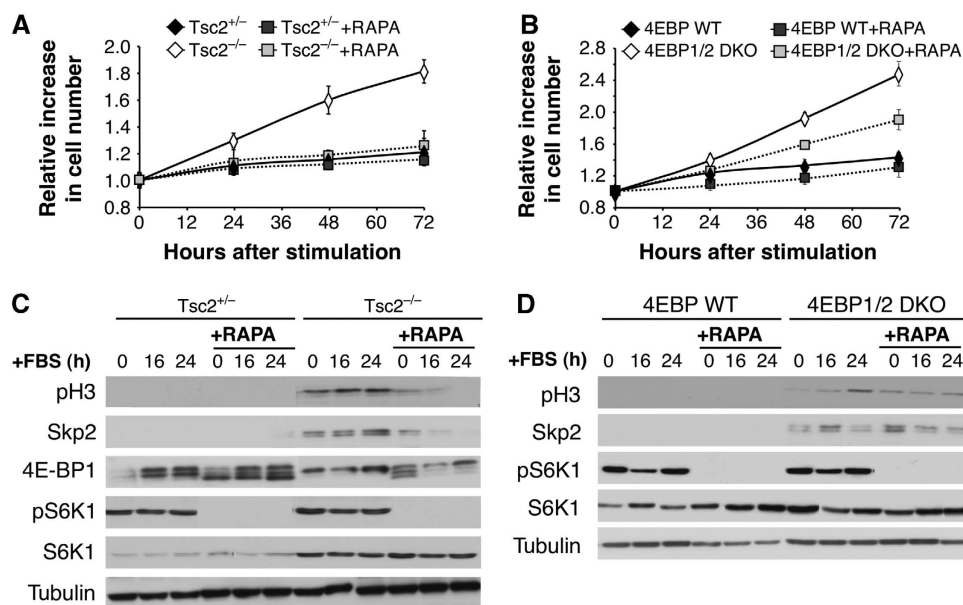 A
Tsc2+/- Tsc2+/-+RAPA
Tsc2-/- Tsc2-/-+RAPA
Relative increase in cell number
2.0
1.8
1.6
1.4
1.2
1.0
0.8
0 12 24 36 48 60 72
Hours after stimulation
B
4EBP WT 4EBP WT+RAPA
4EBP1/2 DKO 4EBP1/2 DKO+RAPA
Relative increase in cell number
2.6
2.2
1.8
1.4
1.0
0.8
0 12 24 36 48 60 72
Hours after stimulation
C
Tsc2+/- Tsc2-/-
+RAPA +RAPA
+FBS (h) 0 16 24 0 16 24 0 16 24 0 16 24
pH3
Skp2
4E-BP1
pS6K1
S6K1
Tubulin
D
4EBP WT 4EBP1/2 DKO
+RAPA +RAPA
+FBS (h) 0 16 24 0 16 24 0 16 24 0 16 24
pH3
Skp2
pS6K1
S6K1
Tubulin